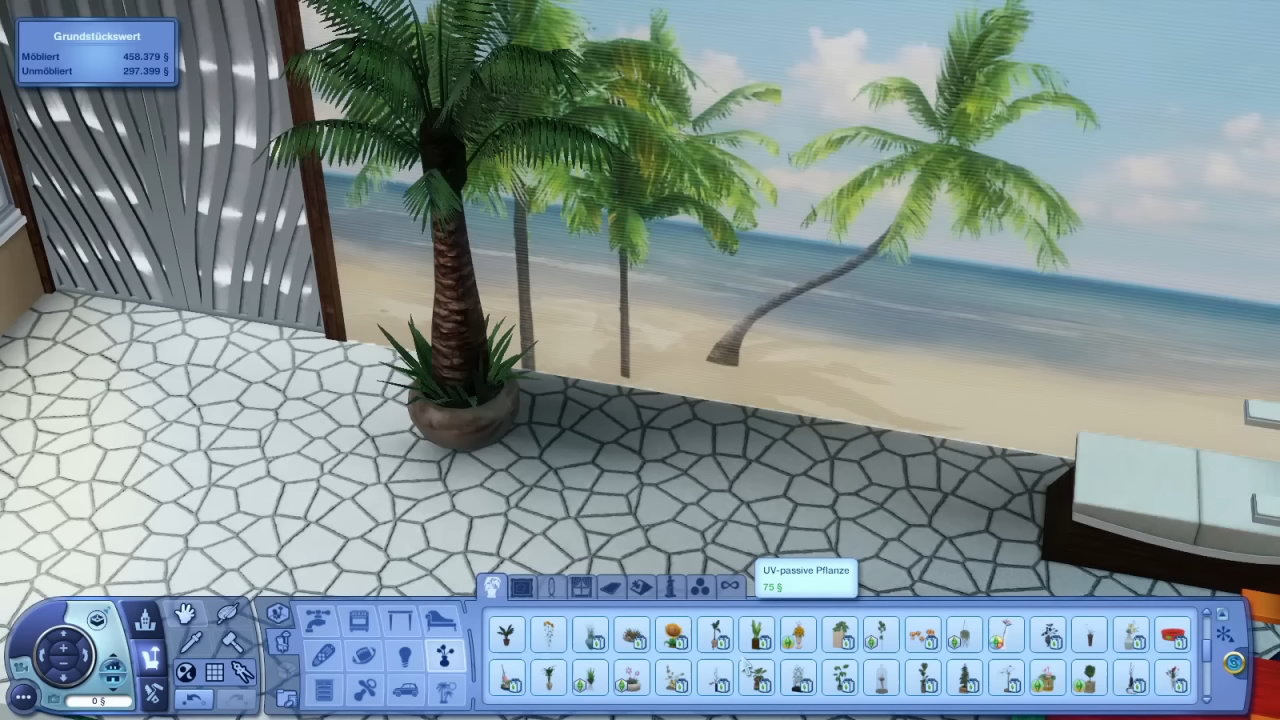 Grundstückswert
Möbliert 458.379 §
Unmöbliert 297.399 §
UV-passive Pflanze
75 §
0 §